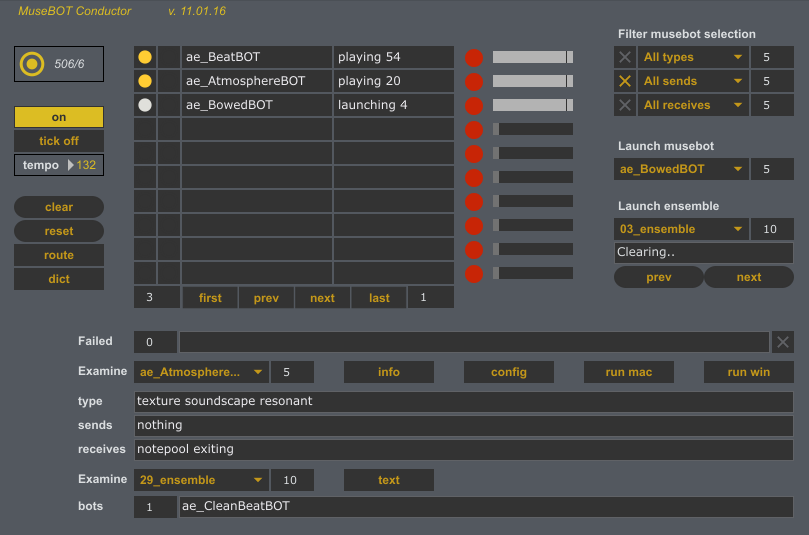 MuseBOT Conductor v. 11.01.16
Filter musebot selection
506/6
ae_BeatBOT playing 54
All types 5
ae_AtmosphereBOT playing 20
All sends 5
ae_BowedBOT launching 4
All receives 5
on
tick off
tempo 132
Launch musebot
ae_BowedBOT 5
clear
Launch ensemble
reset
03_ensemble 10
route
Clearing..
dict
prev next
3 first prev next last 1
Failed 0
Examine ae_Atmosphere... 5 info config run mac run win
type texture soundscape resonant
sends nothing
receives notepool exiting
Examine 29_ensemble 10 text
bots 1 ae_CleanBeatBOT